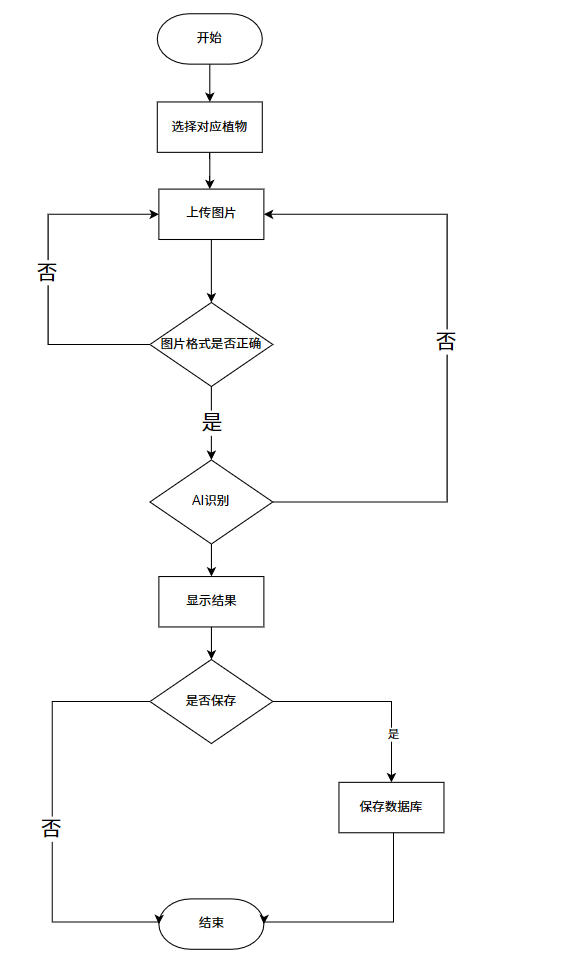 开始
选择对应植物
上传图片
否
否
图片格式是否正确
是
AI识别
显示结果
是否保存
是
保存数据库
否
结束